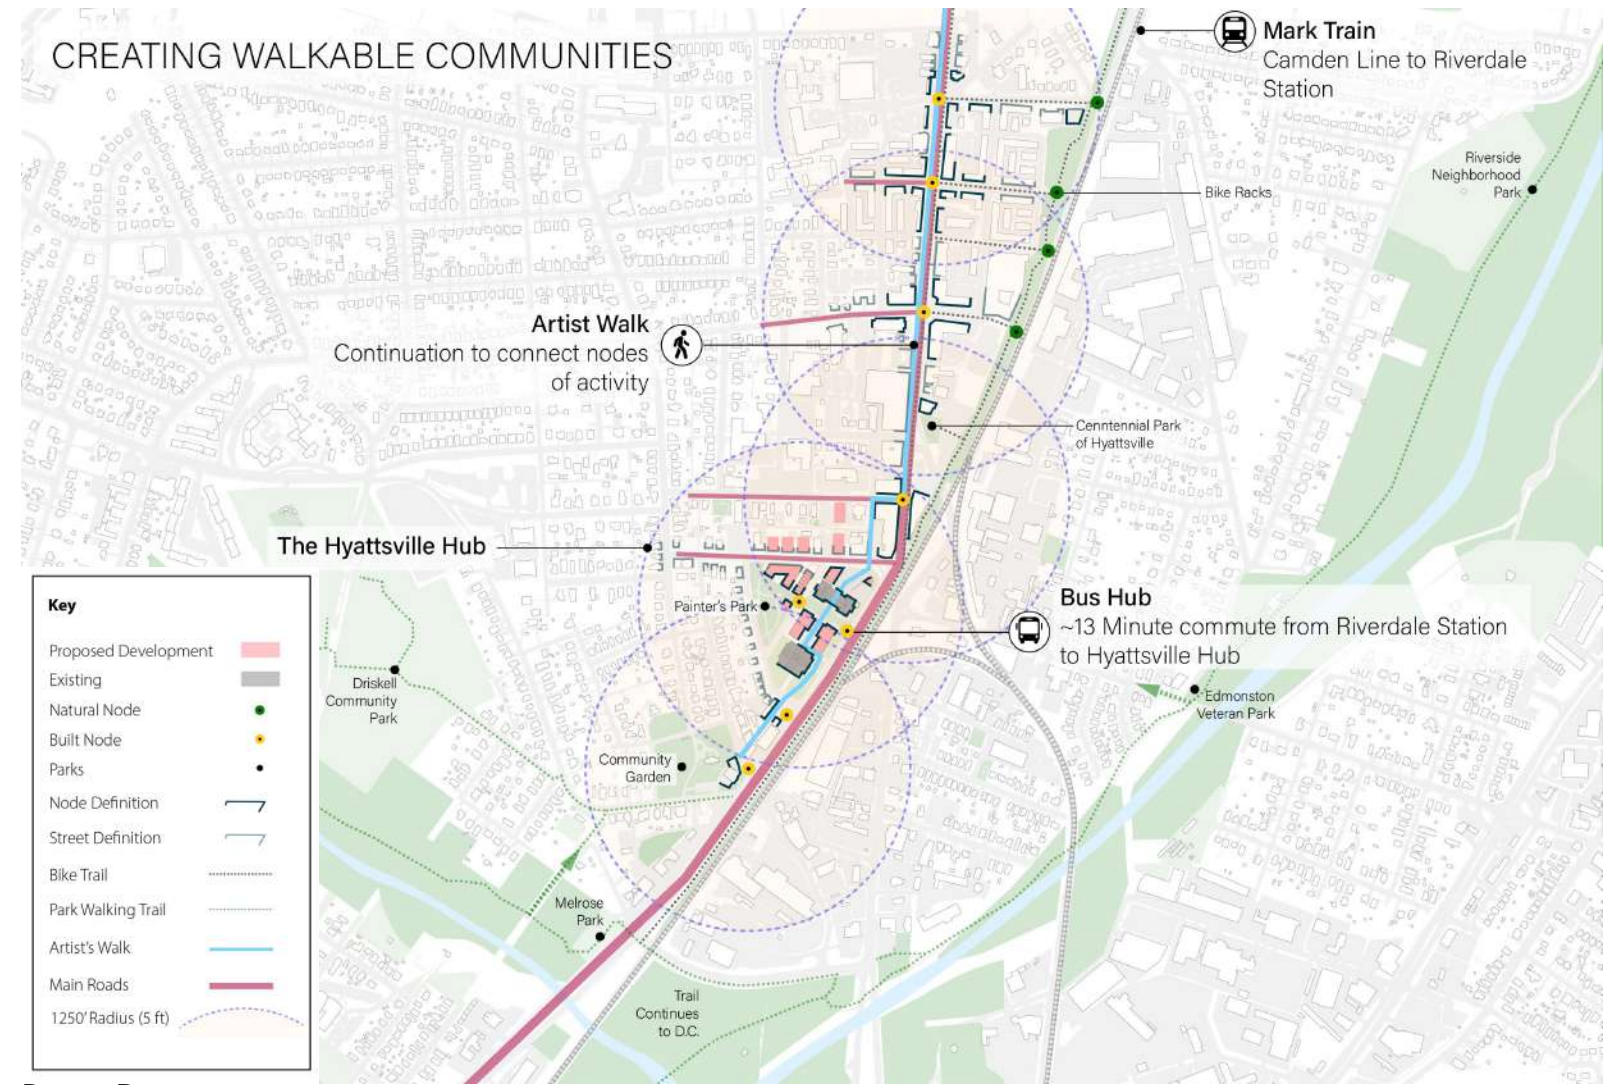 CREATING WALKABLE COMMUNITIES
Mark Train
Camden Line to Riverdale
Station
Riverside
Neighborhood
Park
Bike Racks
Artist Walk
Continuation to connect nodes
of activity
Cenntennial Park
of Hyattsville
The Hyattsville Hub
Painter's Park
Bus Hub
~13 Minute commute from Riverdale Station
to Hyattsville Hub
Driskell
Community
Park
Edmonston
Veteran Park
Community
Garden
Melrose
Park
Trail
Continues
to D.C.
Key
Proposed Development
Existing
Natural Node
Built Node
Parks
Node Definition
Street Definition
Bike Trail
Park Walking Trail
Artist's Walk
Main Roads
1250' Radius (5 ft)